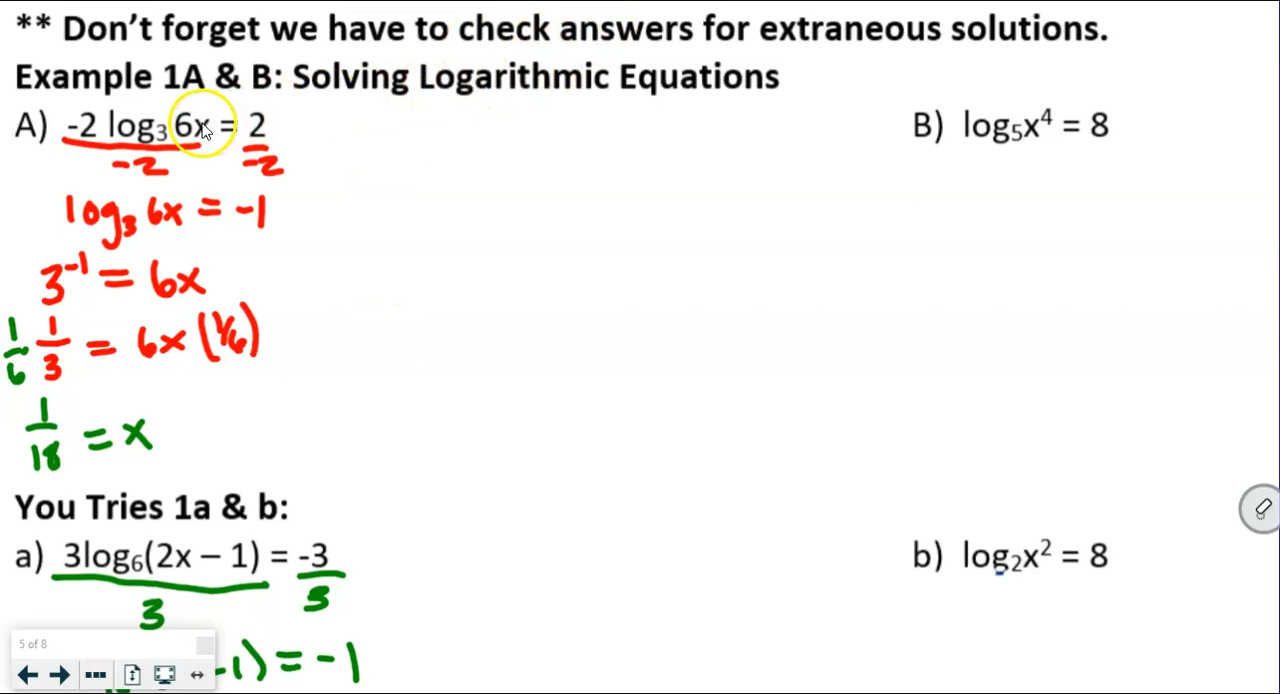 ** Don't forget we have to check answers for extraneous solutions.
Example 1A & B: Solving Logarithmic Equations
A) -2 log₃ 6x = 2
-2 -2
log₃ 6x = -1
3⁻¹ = 6x
1/6 1/3 = 6x (1/6)
1/18 = x
B) log₅x⁴ = 8
You Tries 1a & b:
a) 3log₆(2x – 1) = -3
3 3
-1) = -1
b) log₂x² = 8
5 of 8